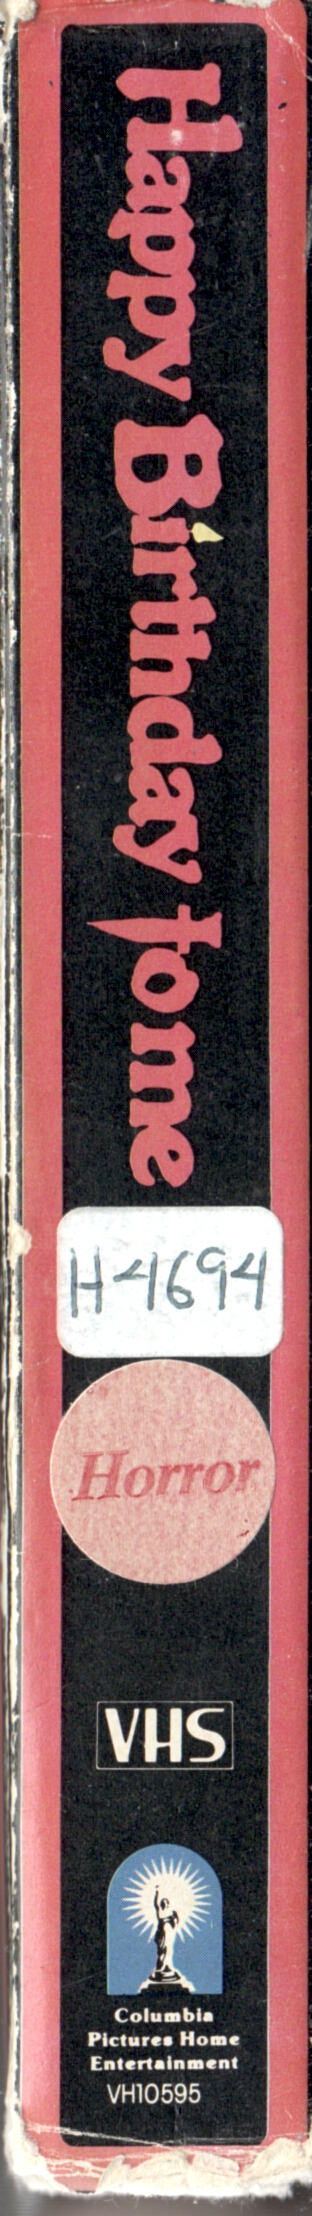 Happy Birthday to me
H-4694
Horror
VHS
Columbia
Pictures Home
Entertainment
VH10595